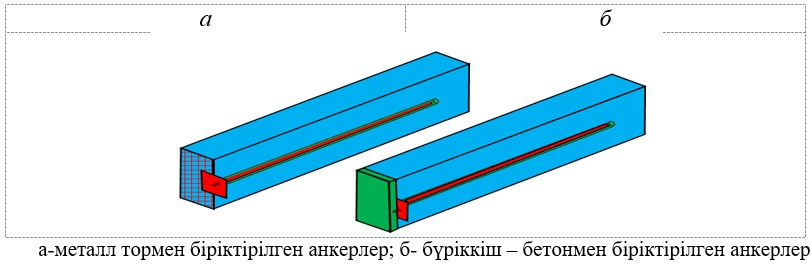 а
б
а-металл тормен біріктірілген анкерлер; б- бүріккіш – бетонмен біріктірілген анкерлер